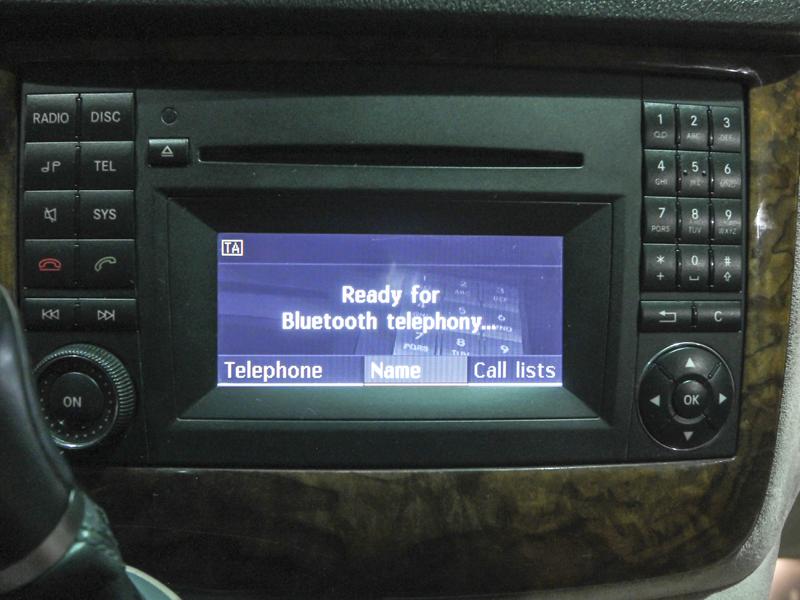 RADIO DISC
TEL
SYS
ON
TA
Ready for
Bluetooth telephony...
Telephone Name Call lists
1 2 3
ABC DEF
4 5 6
GHI JKL MNO
7 8 9
PQRS TUV WXYZ
* 0 #
+
C
OK